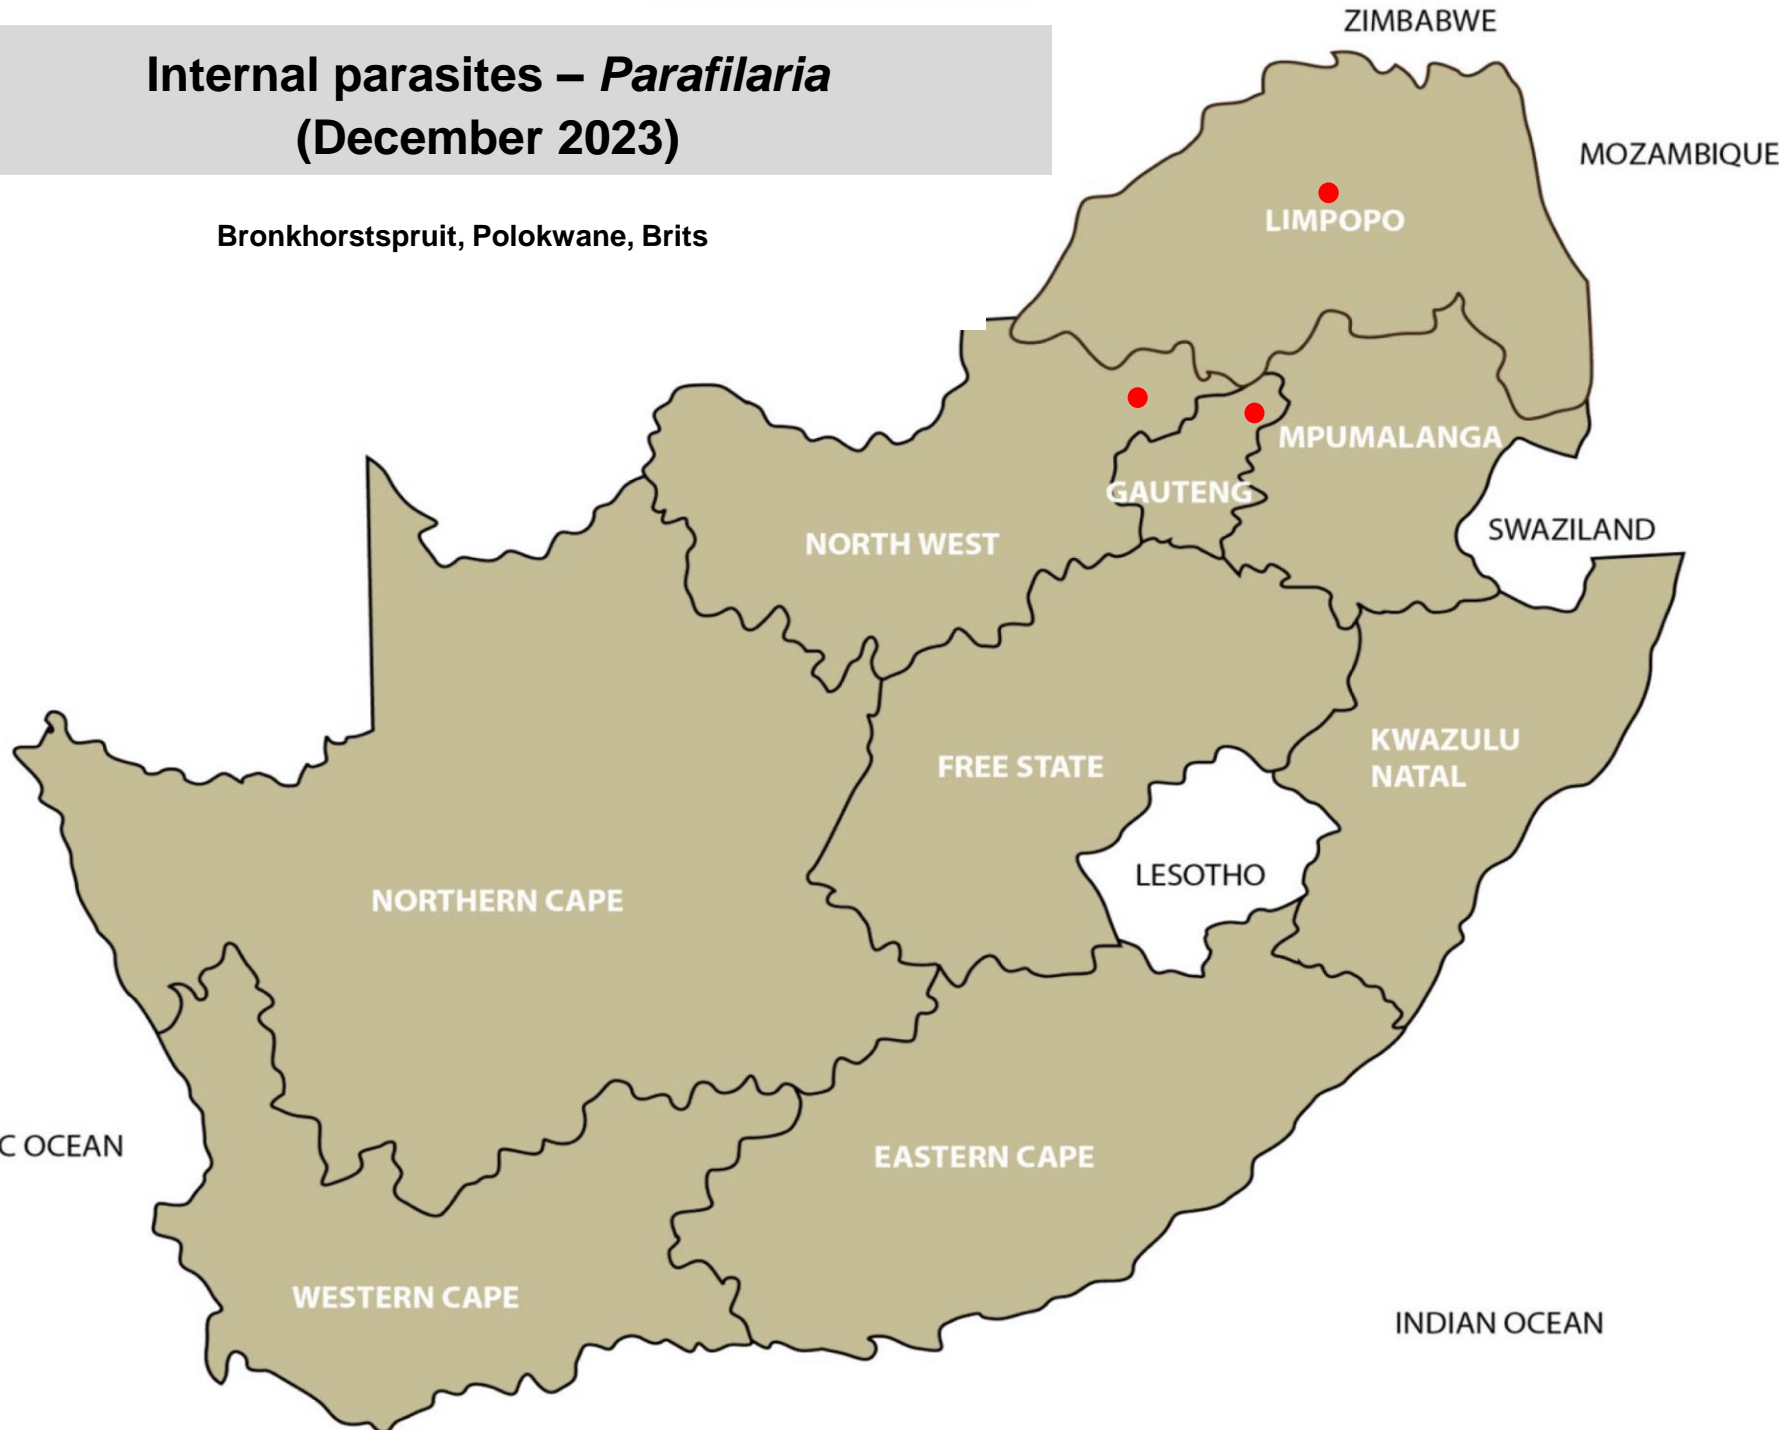 ZIMBABWE
Internal parasites – Parafilaria
(December 2023)
MOZAMBIQUE
Bronkhorstspruit, Polokwane, Brits
LIMPOPO
MPUMALANGA
GAUTENG
NORTH WEST
SWAZILAND
KWAZULU
NATAL
FREE STATE
LESOTHO
NORTHERN CAPE
C OCEAN
EASTERN CAPE
WESTERN CAPE
INDIAN OCEAN